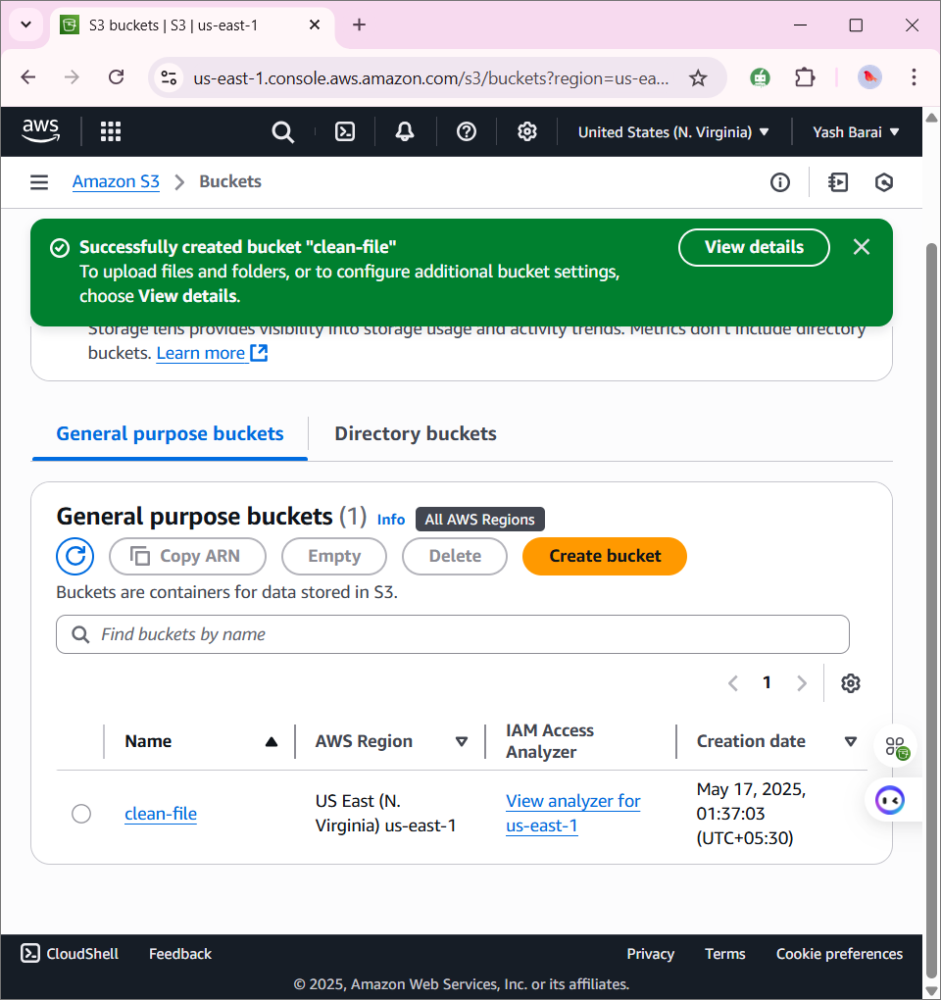 S3 buckets | S3 | us-east-1
us-east-1.console.aws.amazon.com/s3/buckets?region=us-ea...
aws
United States (N. Virginia)
Yash Barai
Amazon S3
Buckets
Successfully created bucket "clean-file"
To upload files and folders, or to configure additional bucket settings,
choose View details.
View details
Storage lens provides visibility into storage usage and activity trends. Metrics don't include directory
buckets. Learn more
General purpose buckets
Directory buckets
General purpose buckets (1) Info All AWS Regions
Copy ARN
Empty
Delete
Create bucket
Buckets are containers for data stored in S3.
Find buckets by name
1
Name
AWS Region
IAM Access
Analyzer
Creation date
clean-file
US East (N.
Virginia) us-east-1
View analyzer for
us-east-1
May 17, 2025,
01:37:03
(UTC+05:30)
CloudShell
Feedback
Privacy
Terms
Cookie preferences
© 2025, Amazon Web Services, Inc. or its affiliates.